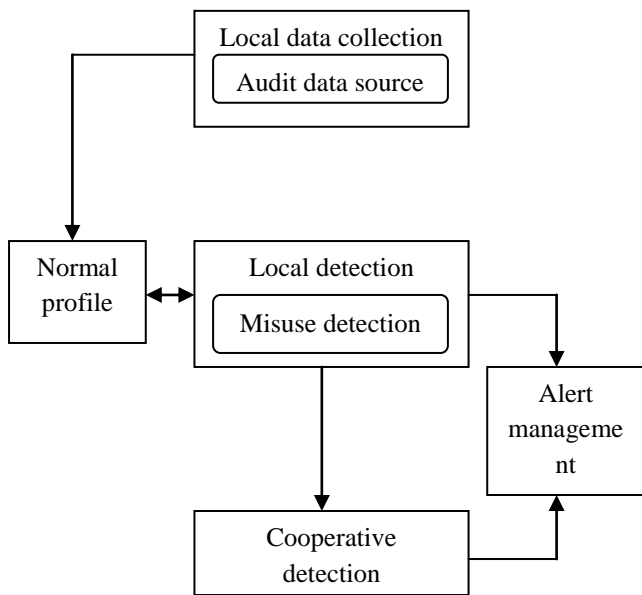 Local data collection
Audit data source
Normal
profile
Local detection
Misuse detection
Alert
manageme
nt
Cooperative
detection